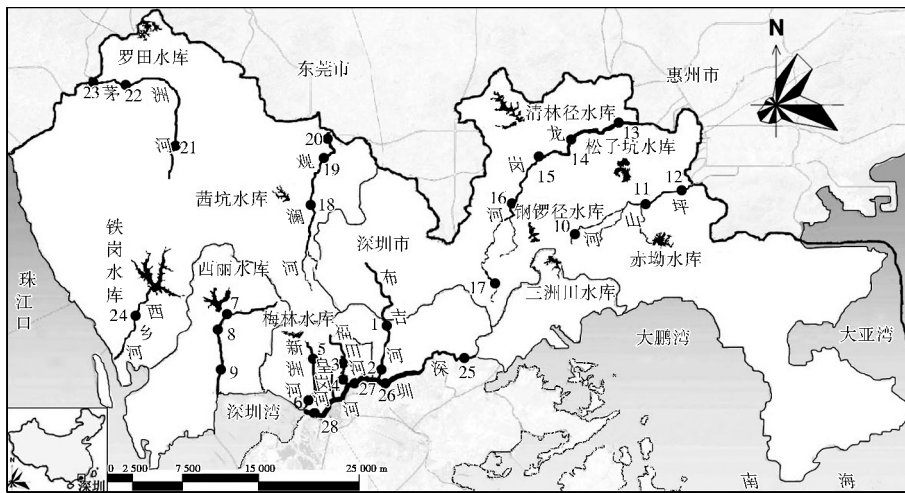 罗田水库
东莞市
惠州市
N
清林径水库
23
茅
22
洲
河
21
20
观
19
18
澜
河
茜坑水库
龙
13
14
松子坑水库
岗
15
16
河
铜锣径水库
10
11
12
坪
山
河
赤坳水库
深圳市
铁岗水库
西丽水库
布
吉
河
三洲田水库
17
珠江口
24
西
乡
河
7
8
9
梅林水库
福
田
河
1
2
大鹏湾
大亚湾
新
洲
河
5
皇
岗
河
3
4
6
深
圳
河
25
26
27
28
深圳湾
南
海
N
深圳
0 2 500 7 500 15 000 25 000 m